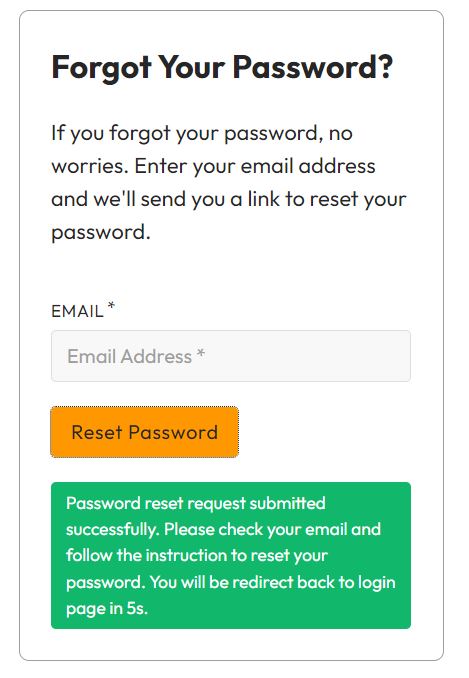 Forgot Your Password?
If you forgot your password, no
worries. Enter your email address
and we'll send you a link to reset your
password.
EMAIL *
Email Address *
Reset Password
Password reset request submitted
successfully. Please check your email and
follow the instruction to reset your
password. You will be redirect back to login
page in 5s.